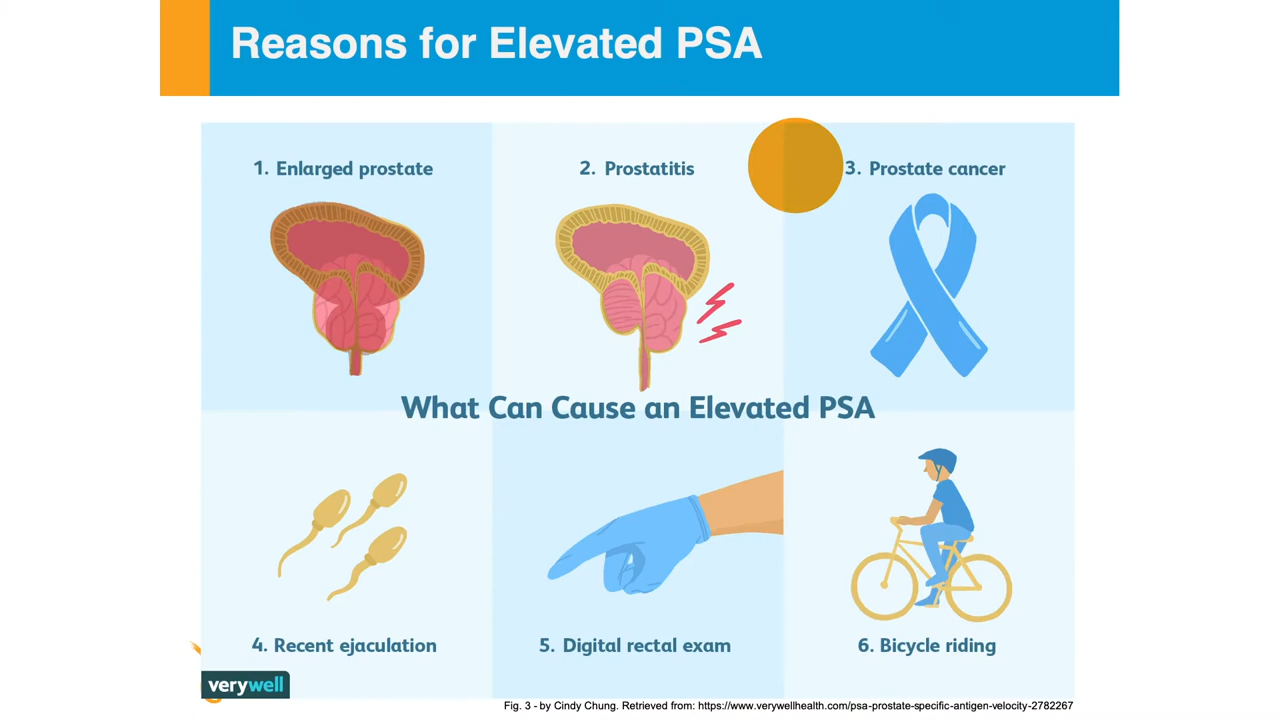 Reasons for Elevated PSA
1. Enlarged prostate
2. Prostatitis
3. Prostate cancer
What Can Cause an Elevated PSA
4. Recent ejaculation
5. Digital rectal exam
6. Bicycle riding
verywell
Fig. 3 - by Cindy Chung. Retrieved from: https://www.verywellhealth.com/psa-prostate-specific-antigen-velocity-2782267